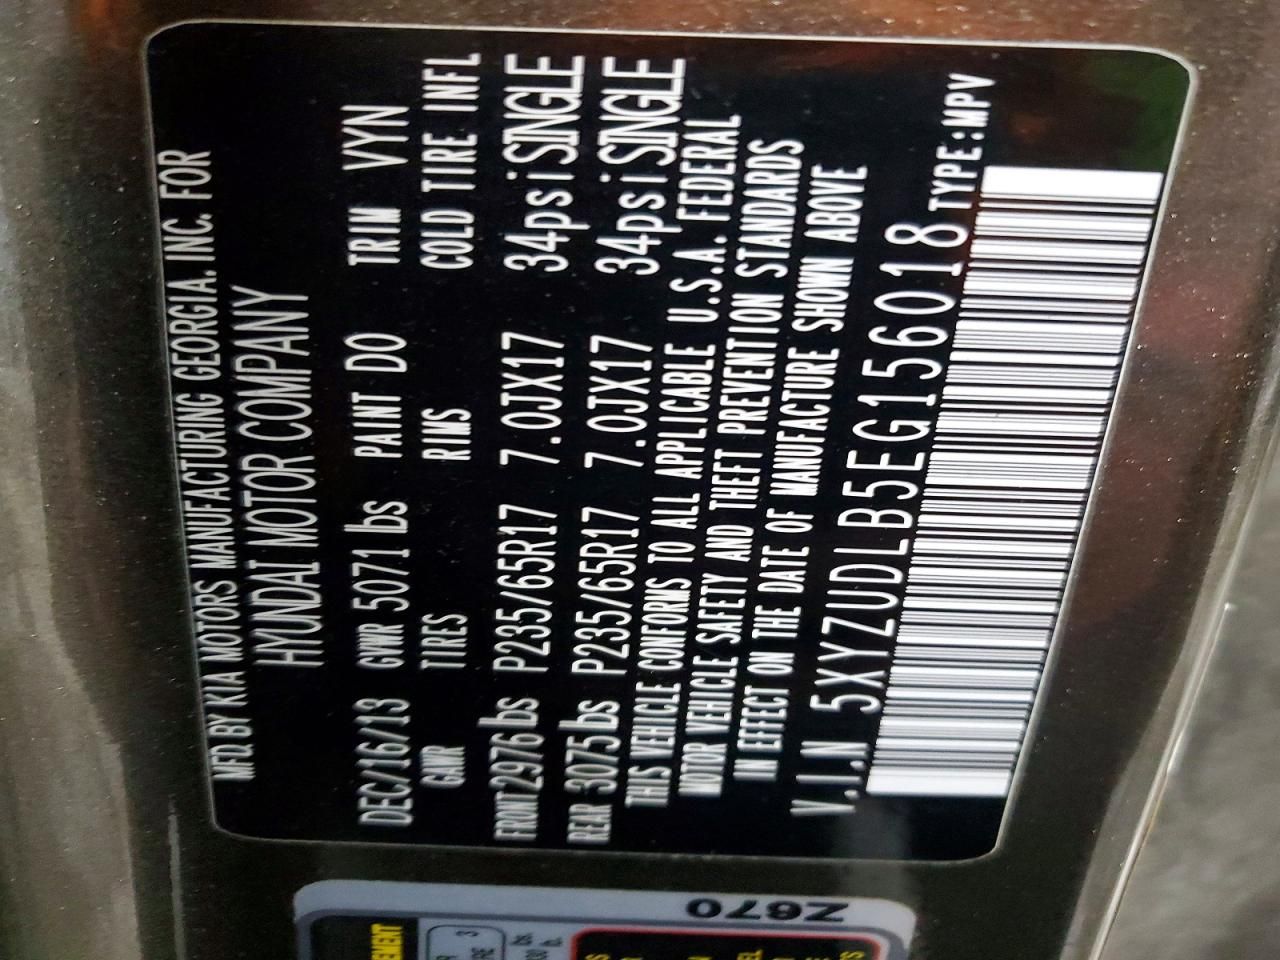 MFD BY KIA MOTORS MANUFACTURING GEORGIA. INC. FOR
HYUNDAI MOTOR COMPANY
DEC/16/13 GVWR 5071 lbs PAINT DO TRIM VYN
GAWR TIRES RIMS COLD TIRE INFL
FRONT 2976 lbs P235/65R17 7.0JX17 34psi SINGLE
REAR 3075 lbs P235/65R17 7.0JX17 34psi SINGLE
THIS VEHICLE CONFORMS TO ALL APPLICABLE U.S.A. FEDERAL
MOTOR VEHICLE SAFETY AND THEFT PREVENTION STANDARDS
IN EFFECT ON THE DATE OF MANUFACTURE SHOWN ABOVE
V.I.N 5XYZUDLB5EG156018 TYPE:MPV
Z670